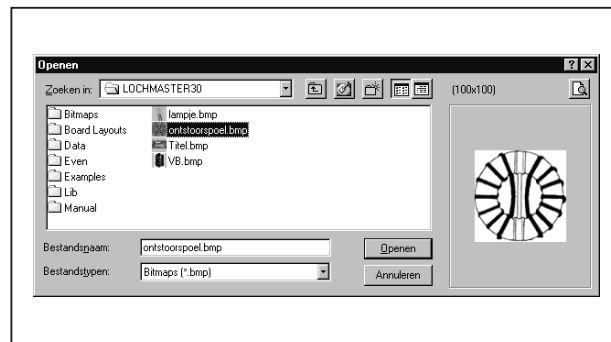 Openen
Zoeken in: LOCHMASTER30 (100x100)
Bitmaps lampje.bmp
Board Layouts ontstoorspoel.bmp
Data Titel.bmp
Even VB.bmp
Examples
Lib
Manual
Bestandsnaam: ontstoorspoel.bmp Openen
Bestandstypen: Bitmaps (*.bmp) Annuleren